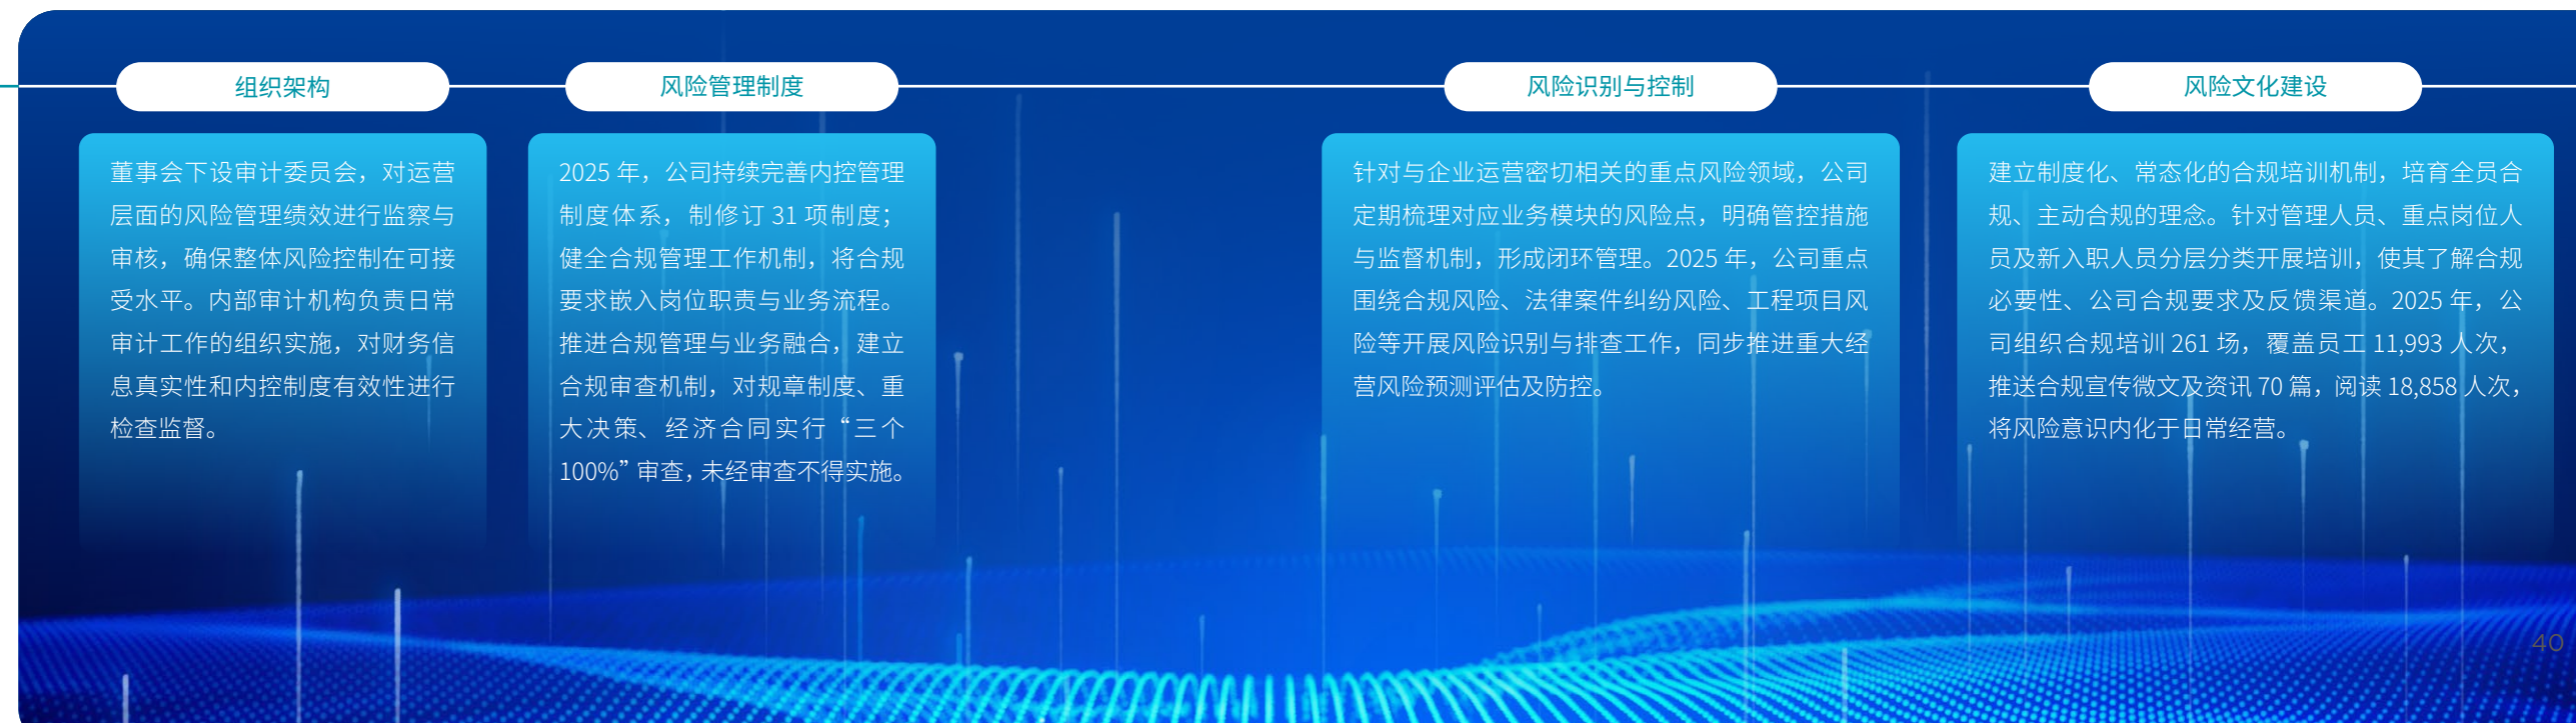 组织架构
董事会下设审计委员会，对运营
层面的风险管理绩效进行监察与
审核，确保整体风险控制在可接
受水平。内部审计机构负责日常
审计工作的组织实施，对财务信
息真实性和内控制度有效性进行
检查监督。
风险管理制度
2025 年，公司持续完善内控管理
制度体系，制修订 31 项制度；
健全合规管理工作机制，将合规
要求嵌入岗位职责与业务流程。
推进合规管理与业务融合，建立
合规审查机制，对规章制度、重
大决策、经济合同实行“三个
100%”审查，未经审查不得实施。
风险识别与控制
针对与企业运营密切相关的重点风险领域，公司
定期梳理对应业务模块的风险点，明确管控措施
与监督机制，形成闭环管理。2025 年，公司重点
围绕合规风险、法律案件纠纷风险、工程项目风
险等开展风险识别与排查工作，同步推进重大经
营风险预测评估及防控。
风险文化建设
建立制度化、常态化的合规培训机制，培育全员合
规、主动合规的理念。针对管理人员、重点岗位人
员及新入职人员分层分类开展培训，使其了解合规
必要性、公司合规要求及反馈渠道。2025 年，公
司组织合规培训 261 场，覆盖员工 11,993 人次，
推送合规宣传微文及资讯 70 篇，阅读 18,858 人次，
将风险意识内化于日常经营。
40